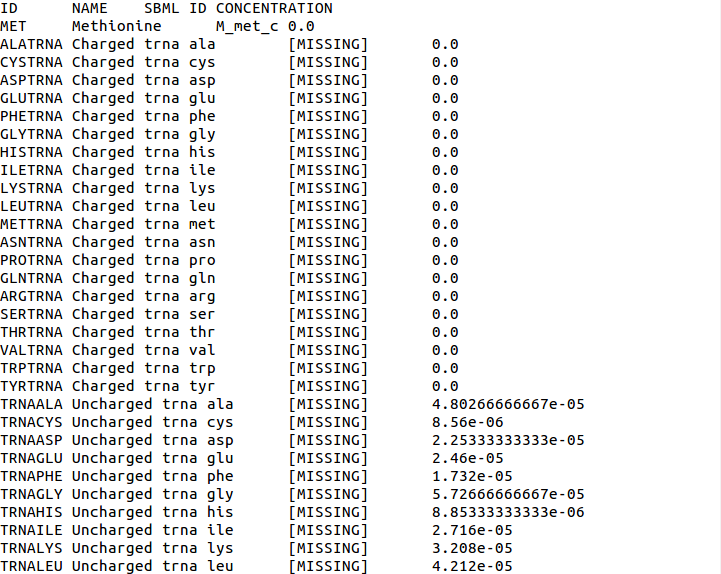 ID NAME SBML ID CONCENTRATION
MET Methionine M_met_c 0.0
ALATRNA Charged trna ala [MISSING] 0.0
CYSTRNA Charged trna cys [MISSING] 0.0
ASPTRNA Charged trna asp [MISSING] 0.0
GLUTRNA Charged trna glu [MISSING] 0.0
PHETRNA Charged trna phe [MISSING] 0.0
GLYTRNA Charged trna gly [MISSING] 0.0
HISTRNA Charged trna his [MISSING] 0.0
ILETRNA Charged trna ile [MISSING] 0.0
LYSTRNA Charged trna lys [MISSING] 0.0
LEUTRNA Charged trna leu [MISSING] 0.0
METTRNA Charged trna met [MISSING] 0.0
ASNTRNA Charged trna asn [MISSING] 0.0
PROTRNA Charged trna pro [MISSING] 0.0
GLNTRNA Charged trna gln [MISSING] 0.0
ARGTRNA Charged trna arg [MISSING] 0.0
SERTRNA Charged trna ser [MISSING] 0.0
THRTRNA Charged trna thr [MISSING] 0.0
VALTRNA Charged trna val [MISSING] 0.0
TRPTRNA Charged trna trp [MISSING] 0.0
TYRTRNA Charged trna tyr [MISSING] 0.0
TRNAALA Uncharged trna ala [MISSING] 4.80266666667e-05
TRNACYS Uncharged trna cys [MISSING] 8.56e-06
TRNAASP Uncharged trna asp [MISSING] 2.25333333333e-05
TRNAGLU Uncharged trna glu [MISSING] 2.46e-05
TRNAPHE Uncharged trna phe [MISSING] 1.732e-05
TRNAGLY Uncharged trna gly [MISSING] 5.72666666667e-05
TRNAHIS Uncharged trna his [MISSING] 8.85333333333e-06
TRNAILE Uncharged trna ile [MISSING] 2.716e-05
TRNALYS Uncharged trna lys [MISSING] 3.208e-05
TRNALEU Uncharged trna leu [MISSING] 4.212e-05